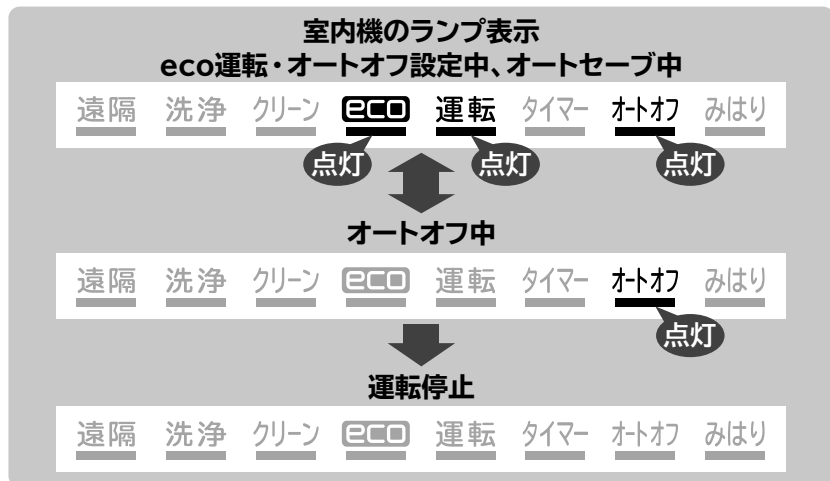 室内機のランプ表示
eco運転・オートオフ設定中、オートセーブ中
遠隔 洗浄 クリーン eco 運転 タイマー オートオフ みはり
点灯 点灯 点灯
オートオフ中
遠隔 洗浄 クリーン eco 運転 タイマー オートオフ みはり
点灯
運転停止
遠隔 洗浄 クリーン eco 運転 タイマー オートオフ みはり